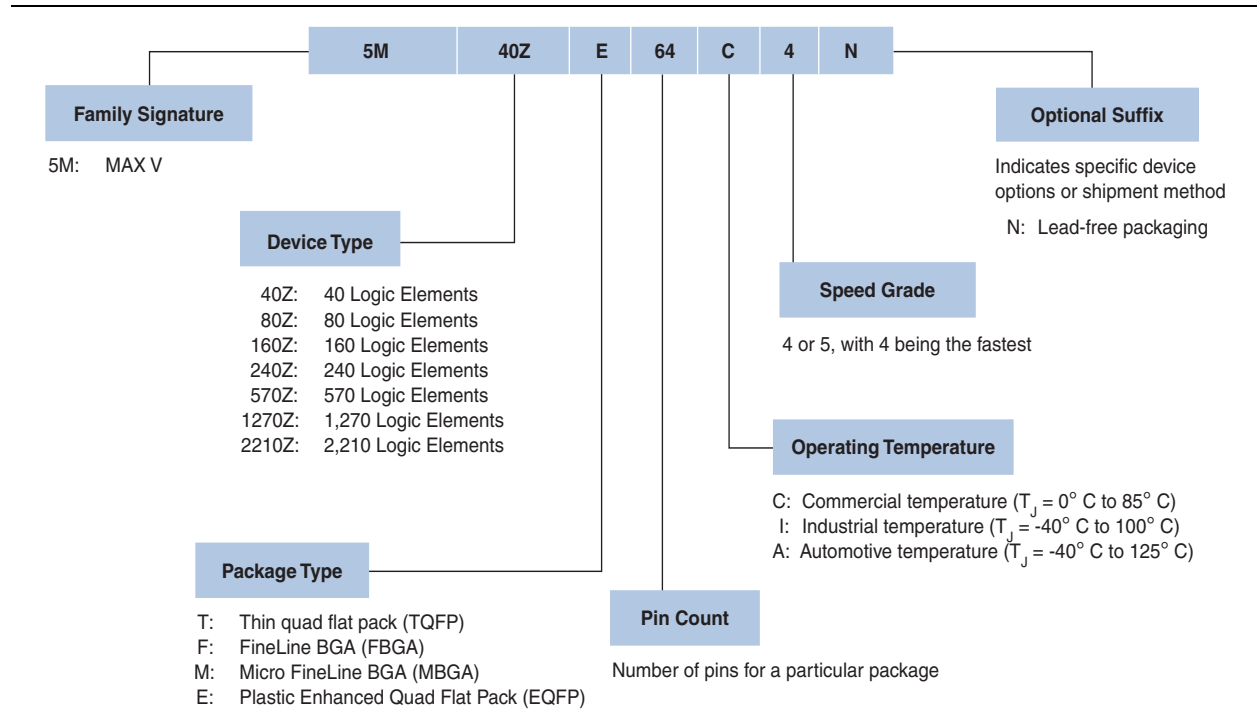 5M 40Z E 64 C 4 N
Family Signature
5M: MAX V
Optional Suffix
Indicates specific device
options or shipment method
N: Lead-free packaging
Device Type
40Z: 40 Logic Elements
80Z: 80 Logic Elements
160Z: 160 Logic Elements
240Z: 240 Logic Elements
570Z: 570 Logic Elements
1270Z: 1,270 Logic Elements
2210Z: 2,210 Logic Elements
Speed Grade
4 or 5, with 4 being the fastest
Operating Temperature
C: Commercial temperature (TJ = 0° C to 85° C)
I: Industrial temperature (TJ = -40° C to 100° C)
A: Automotive temperature (TJ = -40° C to 125° C)
Package Type
T: Thin quad flat pack (TQFP)
F: FineLine BGA (FBGA)
M: Micro FineLine BGA (MBGA)
E: Plastic Enhanced Quad Flat Pack (EQFP)
Pin Count
Number of pins for a particular package